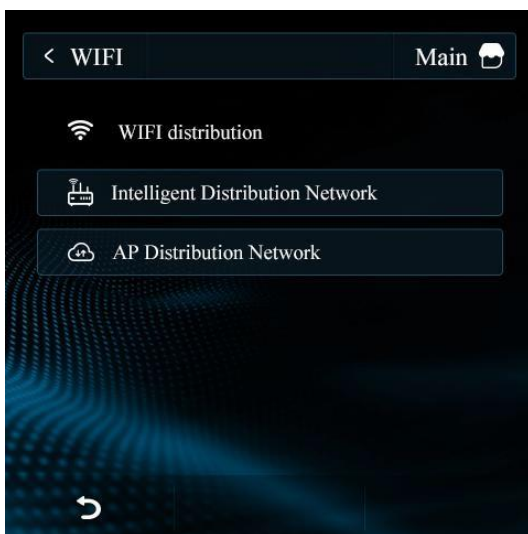 WIFI
Main
WIFI distribution
Intelligent Distribution Network
AP Distribution Network